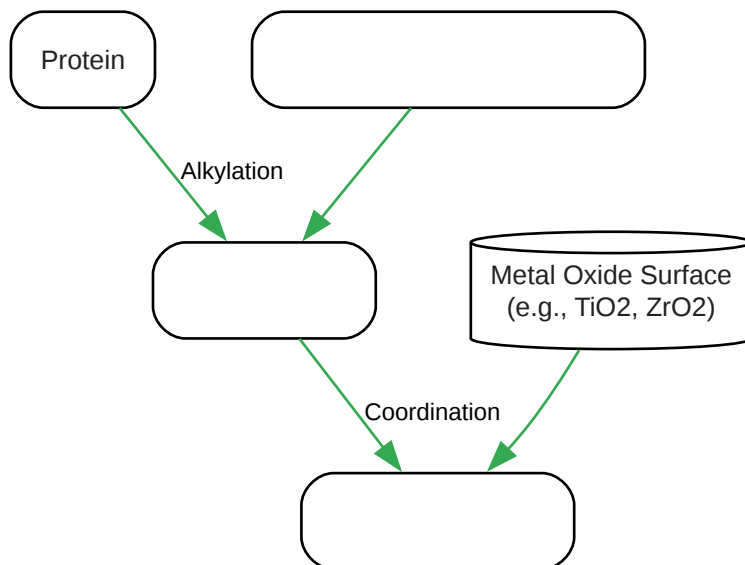 Protein
Alkylation
Metal Oxide Surface
(e.g., TiO2, ZrO2)
Coordination